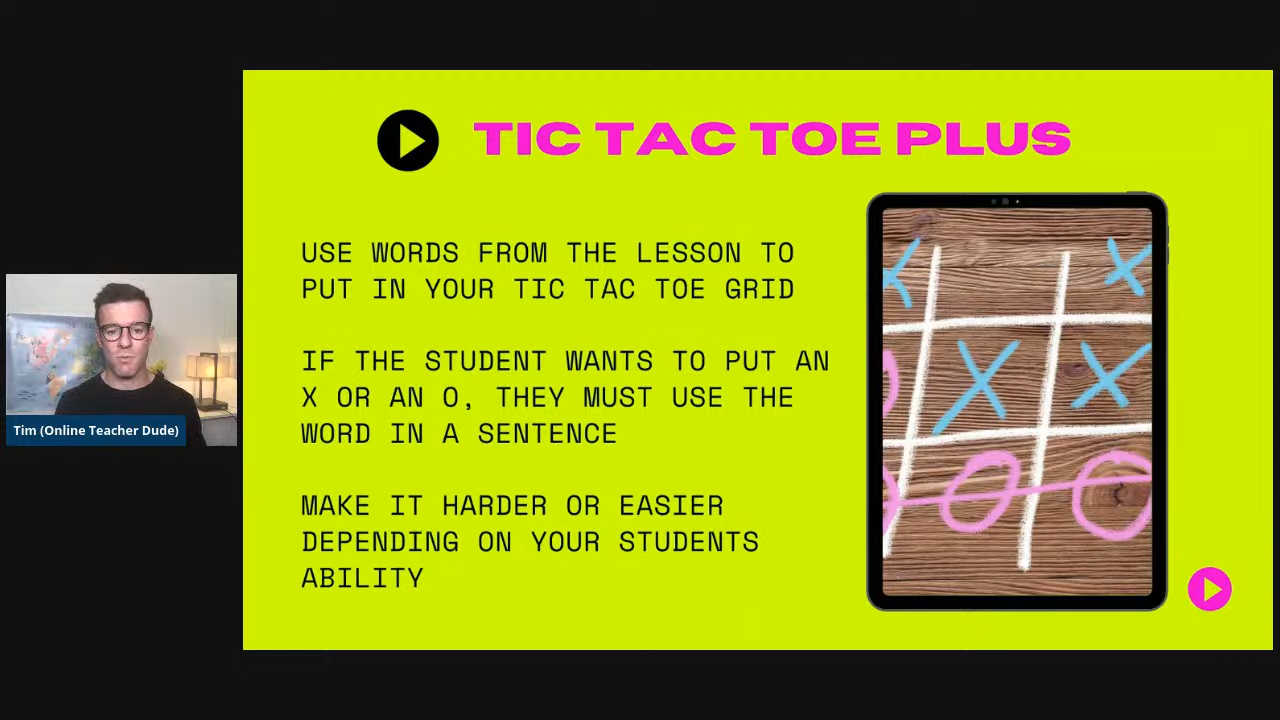 TIC TAC TOE PLUS
USE WORDS FROM THE LESSON TO
PUT IN YOUR TIC TAC TOE GRID
IF THE STUDENT WANTS TO PUT AN
X OR AN O, THEY MUST USE THE
WORD IN A SENTENCE
MAKE IT HARDER OR EASIER
DEPENDING ON YOUR STUDENTS
ABILITY
Tim (Online Teacher Dude)